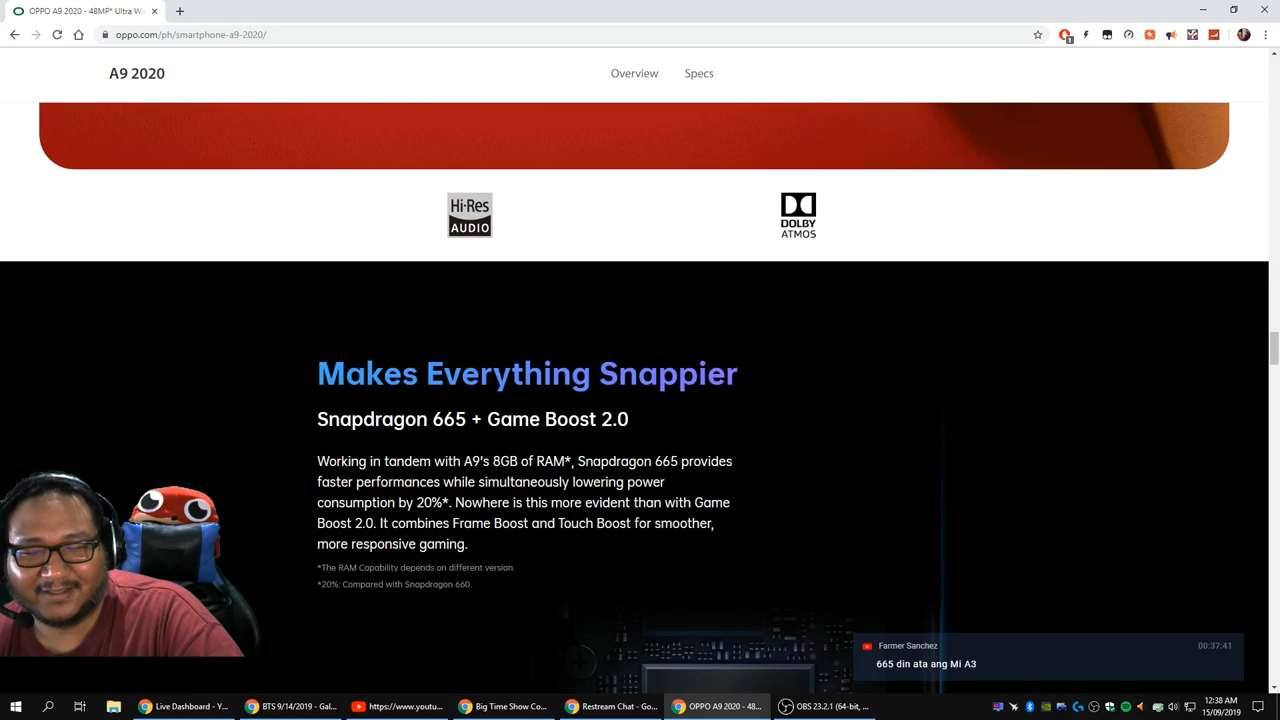 OPPO A9 2020 - 48MP* Ultra Wi
oppo.com/ph/smartphone-a9-2020/
1
A9 2020
Overview
Specs
Hi-Res
AUDIO
DOLBY
ATMOS
Makes Everything Snappier
Snapdragon 665 + Game Boost 2.0
Working in tandem with A9's 8GB of RAM*, Snapdragon 665 provides
faster performances while simultaneously lowering power
consumption by 20%*. Nowhere is this more evident than with Game
Boost 2.0. It combines Frame Boost and Touch Boost for smoother,
more responsive gaming.
*The RAM Capability depends on different version.
*20%: Compared with Snapdragon 660.
Farmer Sanchez
00:37:41
665 din ata ang Mi A3
Live Dashboard - Y...
BTS 9/14/2019 - Gal...
https://www.youtu...
Big Time Show Co...
Restream Chat - Go...
OPPO A9 2020 - 48...
OBS 23.2.1 (64-bit, ...
12:38 AM
15/09/2019